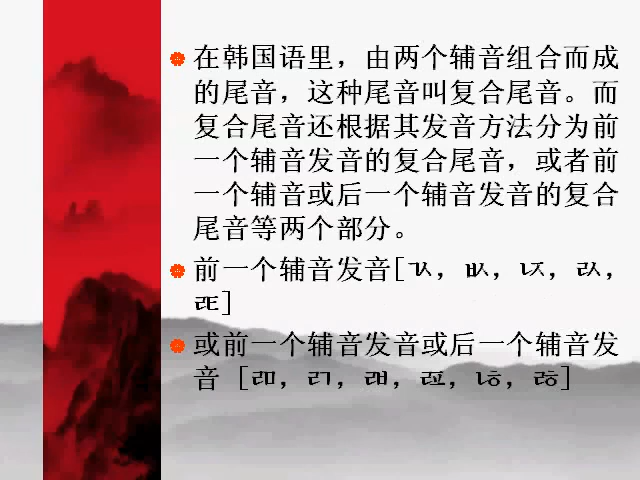 在韩国语里，由两个辅音组合而成
的尾音，这种尾音叫复合尾音。而
复合尾音还根据其发音方法分为前
一个辅音发音的复合尾音，或者前
一个辅音或后一个辅音发音的复合
尾音等两个部分。
前一个辅音发音[ㄳ，ㅄ，ㄵ，ㄽ，
ㄾ]
或前一个辅音发音或后一个辅音发
音 [ㄻ，ㄺ，ㄼ，ㄿ，ㄶ，ㅀ]